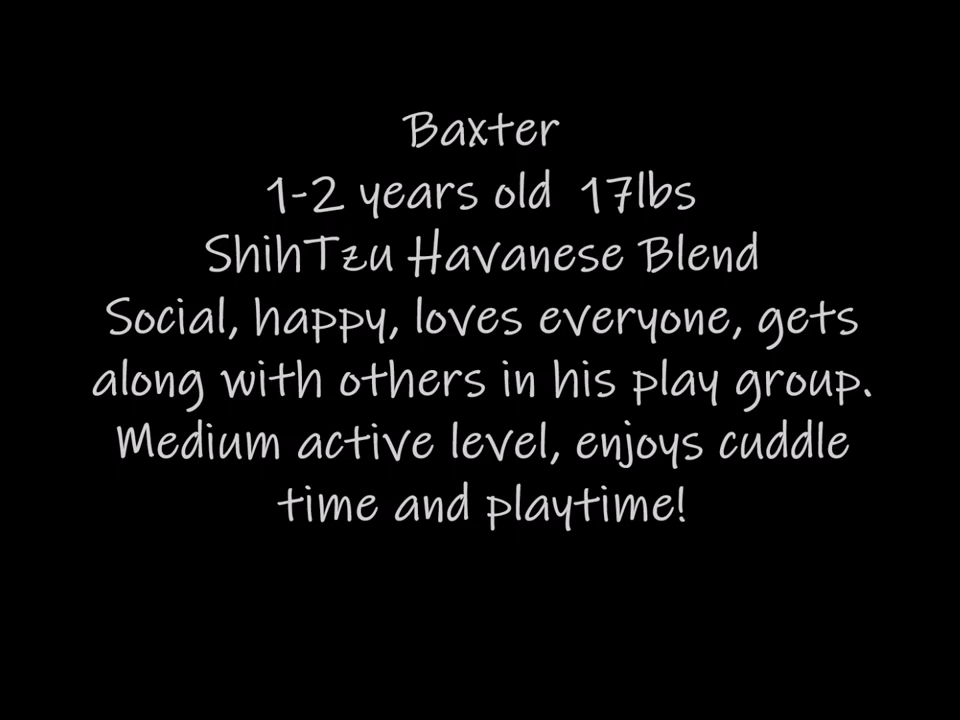 Baxter
1-2 years old 17lbs
ShihTzu Havanese Blend
Social, happy, loves everyone, gets
along with others in his play group.
Medium active level, enjoys cuddle
time and playtime!